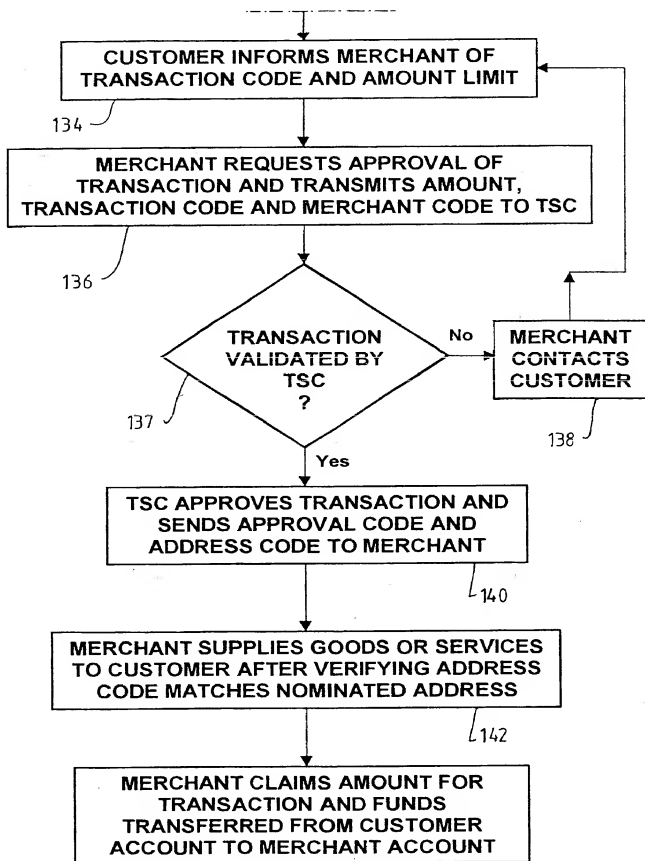 CUSTOMER INFORMS MERCHANT OF
TRANSACTION CODE AND AMOUNT LIMIT
134
MERCHANT REQUESTS APPROVAL OF
TRANSACTION AND TRANSMITS AMOUNT,
TRANSACTION CODE AND MERCHANT CODE TO TSC
136
TRANSACTION
VALIDATED BY
TSC
?
137
No
MERCHANT
CONTACTS
CUSTOMER
138
Yes
TSC APPROVES TRANSACTION AND
SENDS APPROVAL CODE AND
ADDRESS CODE TO MERCHANT
140
MERCHANT SUPPLIES GOODS OR SERVICES
TO CUSTOMER AFTER VERIFYING ADDRESS
CODE MATCHES NOMINATED ADDRESS
142
MERCHANT CLAIMS AMOUNT FOR
TRANSACTION AND FUNDS
TRANSFERRED FROM CUSTOMER
ACCOUNT TO MERCHANT ACCOUNT